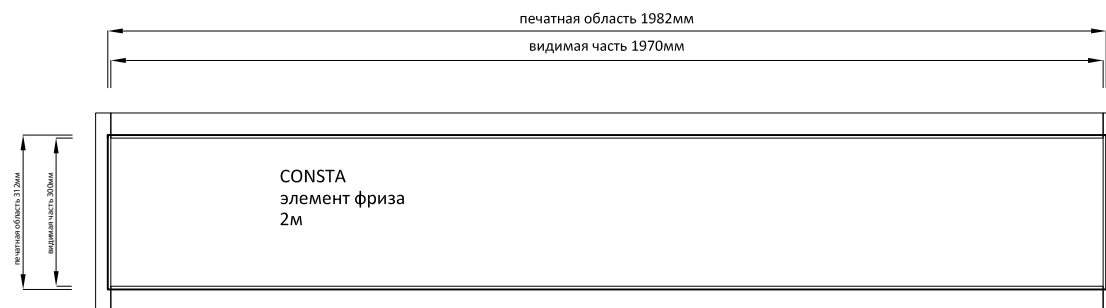 печатная область 1982мм
видимая часть 1970мм
печатная область 312мм
видимая часть 300мм
CONSTA
элемент фриза
2м